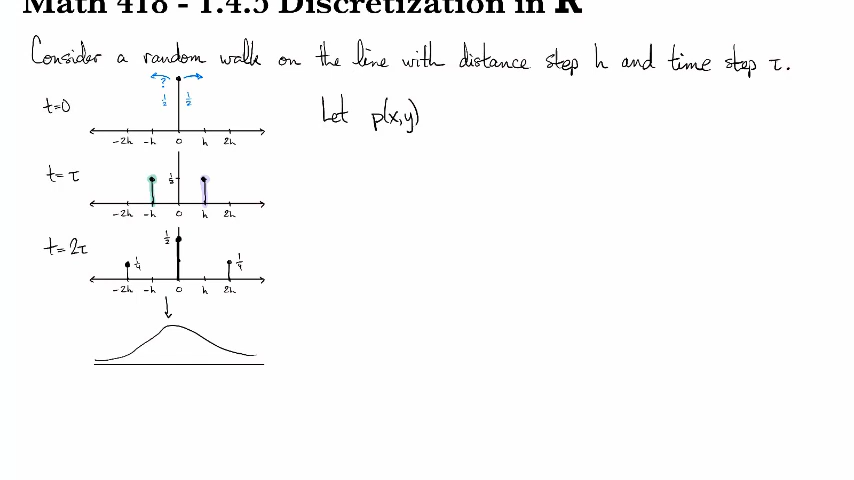 Math 418 - 1.4.5 Discretization in R
Consider a random walk on the line with distance step h and time step τ.
?
1/2 1/2
t=0
Let p(x,y)
-2h -h 0 h 2h
t=τ
1/2
-2h -h 0 h 2h
t=2τ
1/2
1/4 1/4
-2h -h 0 h 2h